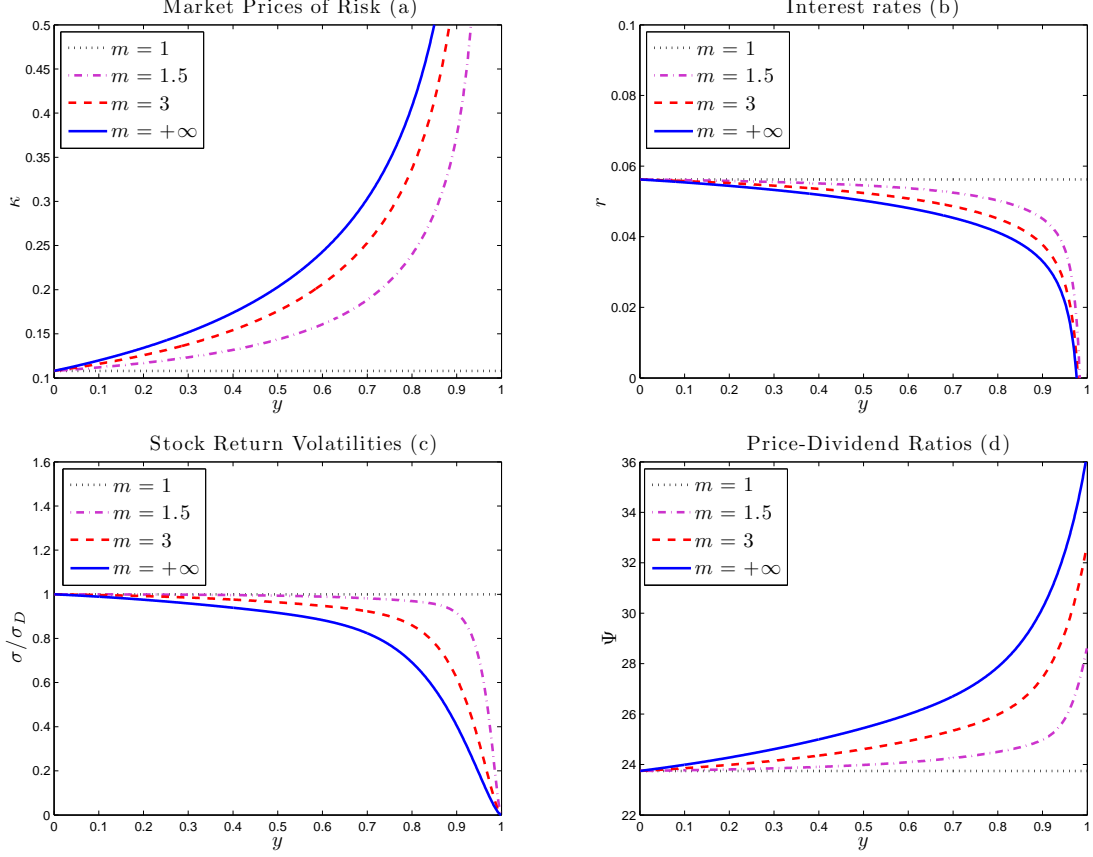 Market Prices of Risk (a)
0.5
0.45
0.4
0.35
0.3
0.25
0.2
0.15
0.1
κ
m = 1
m = 1.5
m = 3
m = +∞
0 0.1 0.2 0.3 0.4 0.5 0.6 0.7 0.8 0.9 1
y
Interest rates (b)
0.1
0.08
0.06
0.04
0.02
0
r
m = 1
m = 1.5
m = 3
m = +∞
0 0.1 0.2 0.3 0.4 0.5 0.6 0.7 0.8 0.9 1
y
Stock Return Volatilities (c)
1.6
1.4
1.2
1
0.8
0.6
0.4
0.2
0
σ/σ_D
m = 1
m = 1.5
m = 3
m = +∞
0 0.1 0.2 0.3 0.4 0.5 0.6 0.7 0.8 0.9 1
y
Price-Dividend Ratios (d)
36
34
32
30
28
26
24
22
Ψ
m = 1
m = 1.5
m = 3
m = +∞
0 0.1 0.2 0.3 0.4 0.5 0.6 0.7 0.8 0.9 1
y